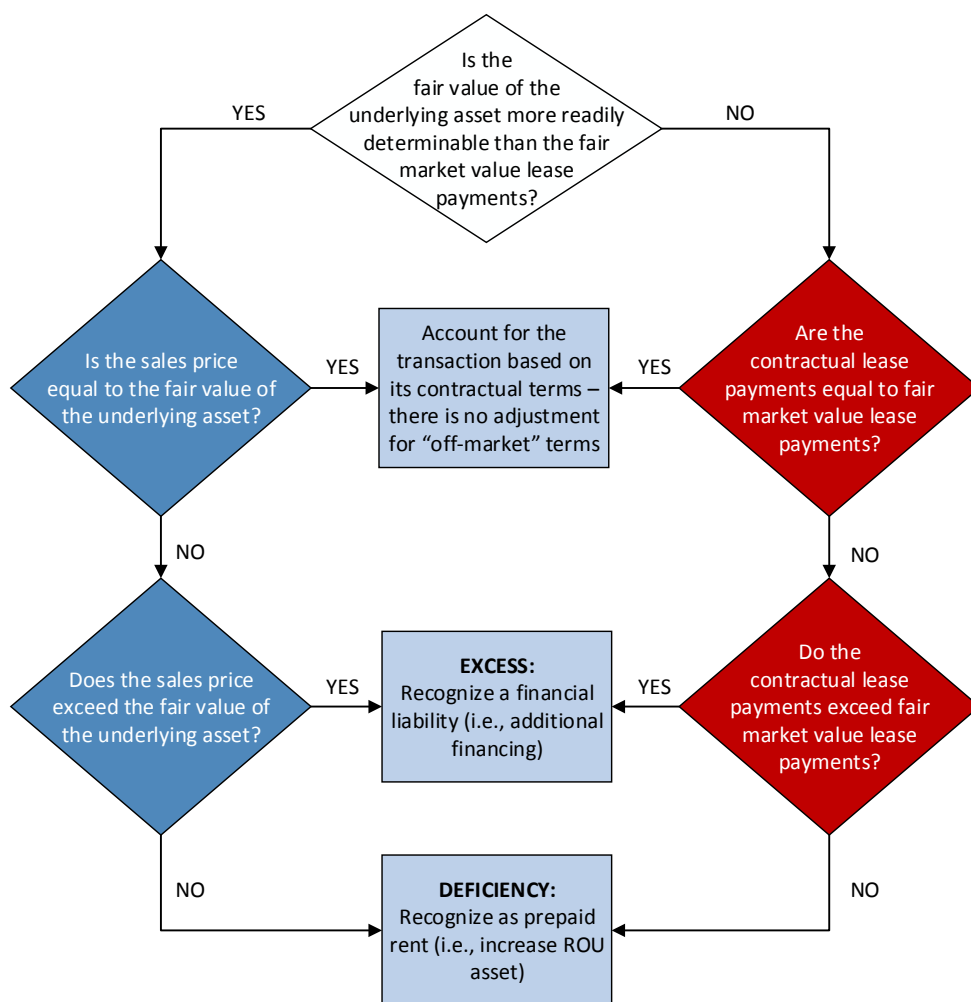 Is the
fair value of the
underlying asset more readily
determinable than the fair
market value lease
payments?
YES
NO
Is the sales price
equal to the fair value of
the underlying asset?
YES
Account for the
transaction based on
its contractual terms –
there is no adjustment
for “off-market” terms
YES
Are the
contractual lease
payments equal to fair
market value lease
payments?
NO
NO
Does the sales price
exceed the fair value of
the underlying asset?
YES
EXCESS:
Recognize a financial
liability (i.e., additional
financing)
YES
Do the
contractual lease
payments exceed fair
market value lease
payments?
NO
DEFICIENCY:
Recognize as prepaid
rent (i.e., increase ROU
asset)
NO